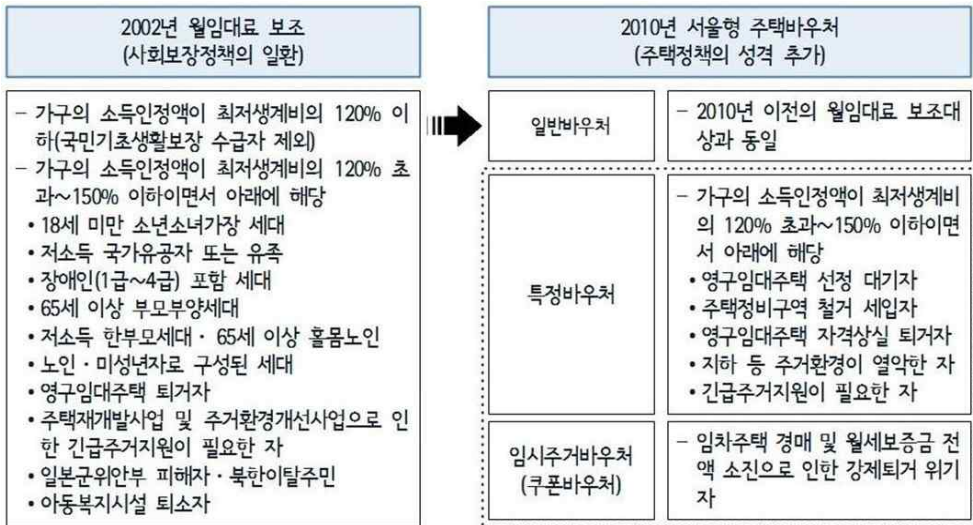 2002년 월임대료 보조
(사회보장정책의 일환)
- 가구의 소득인정액이 최저생계비의 120% 이
하(국민기초생활보장 수급자 제외)
- 가구의 소득인정액이 최저생계비의 120% 초
과~150% 이하이면서 아래에 해당
• 18세 미만 소년소녀가장 세대
• 저소득 국가유공자 또는 유족
• 장애인(1급~4급) 포함 세대
• 65세 이상 부모부양세대
• 저소득 한부모세대 · 65세 이상 홀몸노인
• 노인 · 미성년자로 구성된 세대
• 영구임대주택 퇴거자
• 주택재개발사업 및 주거환경개선사업으로 인
한 긴급주거지원이 필요한 자
• 일본군위안부 피해자 · 북한이탈주민
• 아동복지시설 퇴소자
2010년 서울형 주택바우처
(주택정책의 성격 추가)
일반바우처
- 2010년 이전의 월임대료 보조대
상과 동일
특정바우처
- 가구의 소득인정액이 최저생계비
의 120% 초과~150% 이하이면
서 아래에 해당
• 영구임대주택 선정 대기자
• 주택정비구역 철거 세입자
• 영구임대주택 자격상실 퇴거자
• 지하 등 주거환경이 열악한 자
• 긴급주거지원이 필요한 자
임시주거바우처
(쿠폰바우처)
- 임차주택 경매 및 월세보증금 전
액 소진으로 인한 강제퇴거 위기
자